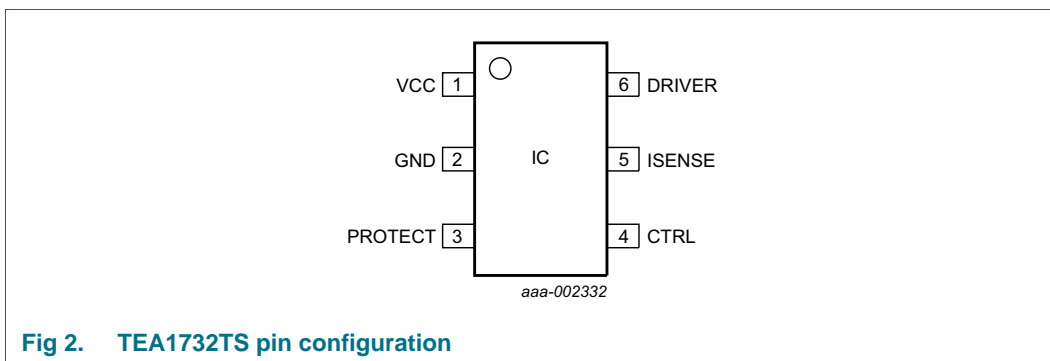 VCC 1 6 DRIVER
GND 2 IC 5 ISENSE
PROTECT 3 4 CTRL
aaa-002332
Fig 2. TEA1732TS pin configuration